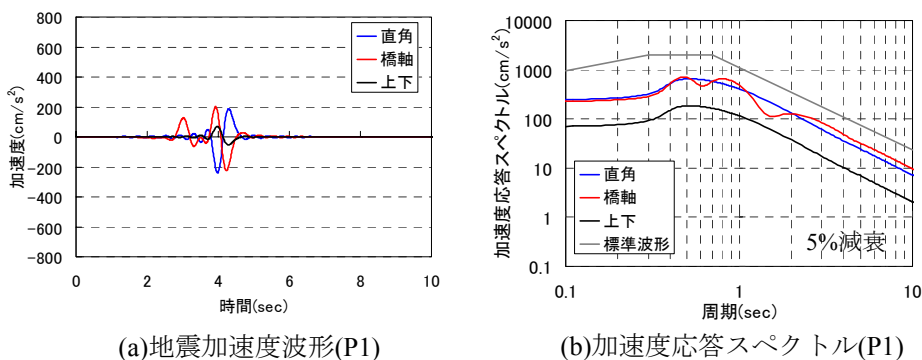 800
600
400
200
0
-200
-400
-600
-800
加速度(cm/s²)
直角
橋軸
上下
0
2
4
6
8
10
時間(sec)
(a)地震加速度波形(P1)
10000
1000
100
10
1
0.1
加速度応答スペクトル(cm/s²)
直角
橋軸
上下
標準波形
5%減衰
0.1
1
10
周期(sec)
(b)加速度応答スペクトル(P1)